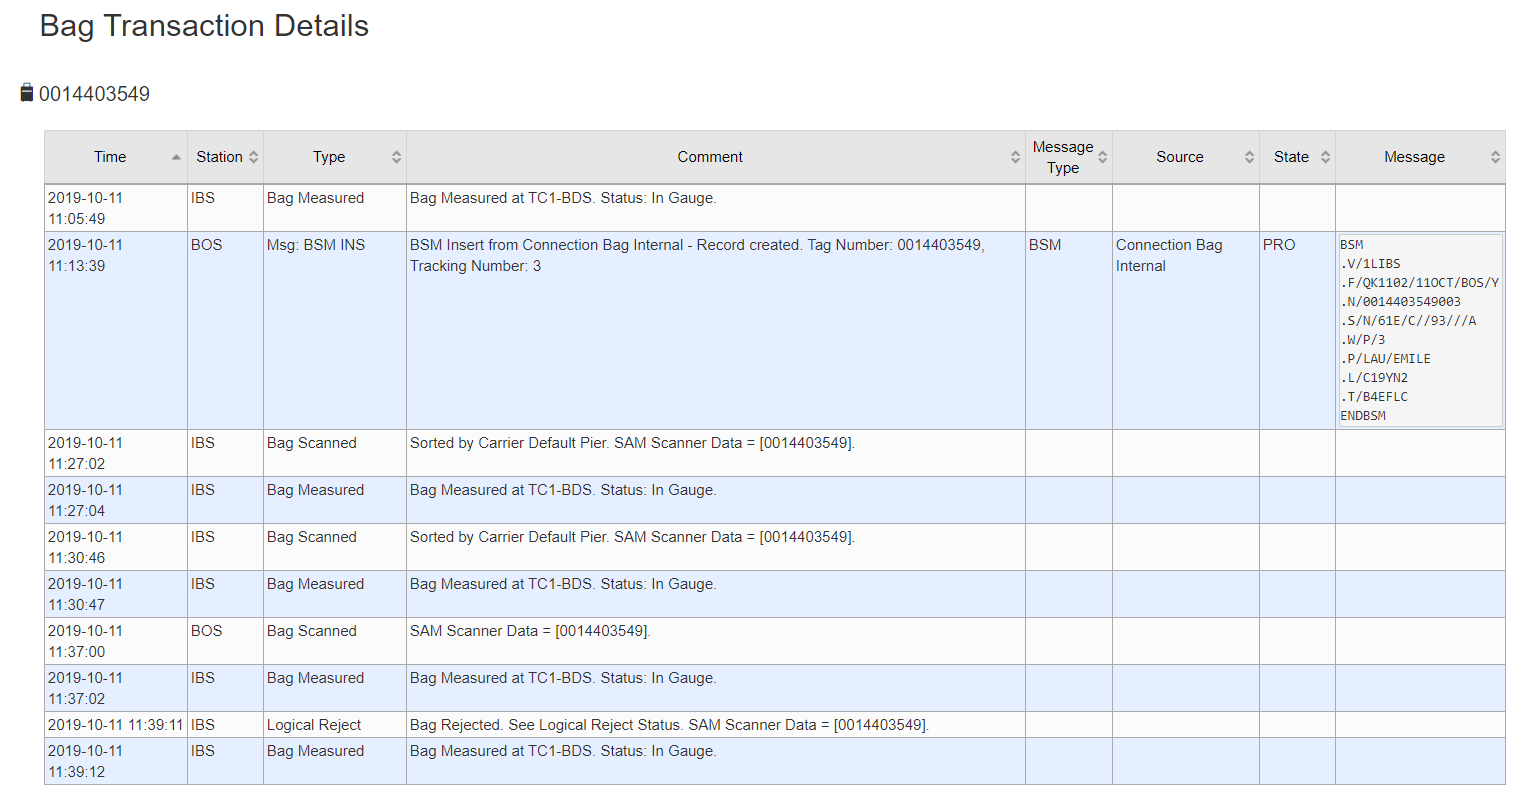 Bag Transaction Details
0014403549
Time Station Type Comment Message Type Source State Message
2019-10-11 11:05:49 IBS Bag Measured Bag Measured at TC1-BDS. Status: In Gauge.
2019-10-11 11:13:39 BOS Msg: BSM INS BSM Insert from Connection Bag Internal - Record created. Tag Number: 0014403549, Tracking Number: 3 BSM Connection Bag Internal PRO
BSM
.V/1LIBS
.F/QK1102/11OCT/BOS/Y
.N/0014403549003
.S/N/61E/C//93///A
.W/P/3
.P/LAU/EMILE
.L/C19YN2
.T/B4EFLC
ENDBSM
2019-10-11 11:27:02 IBS Bag Scanned Sorted by Carrier Default Pier. SAM Scanner Data = [0014403549].
2019-10-11 11:27:04 IBS Bag Measured Bag Measured at TC1-BDS. Status: In Gauge.
2019-10-11 11:30:46 IBS Bag Scanned Sorted by Carrier Default Pier. SAM Scanner Data = [0014403549].
2019-10-11 11:30:47 IBS Bag Measured Bag Measured at TC1-BDS. Status: In Gauge.
2019-10-11 11:37:00 BOS Bag Scanned SAM Scanner Data = [0014403549].
2019-10-11 11:37:02 IBS Bag Measured Bag Measured at TC1-BDS. Status: In Gauge.
2019-10-11 11:39:11 IBS Logical Reject Bag Rejected. See Logical Reject Status. SAM Scanner Data = [0014403549].
2019-10-11 11:39:12 IBS Bag Measured Bag Measured at TC1-BDS. Status: In Gauge.